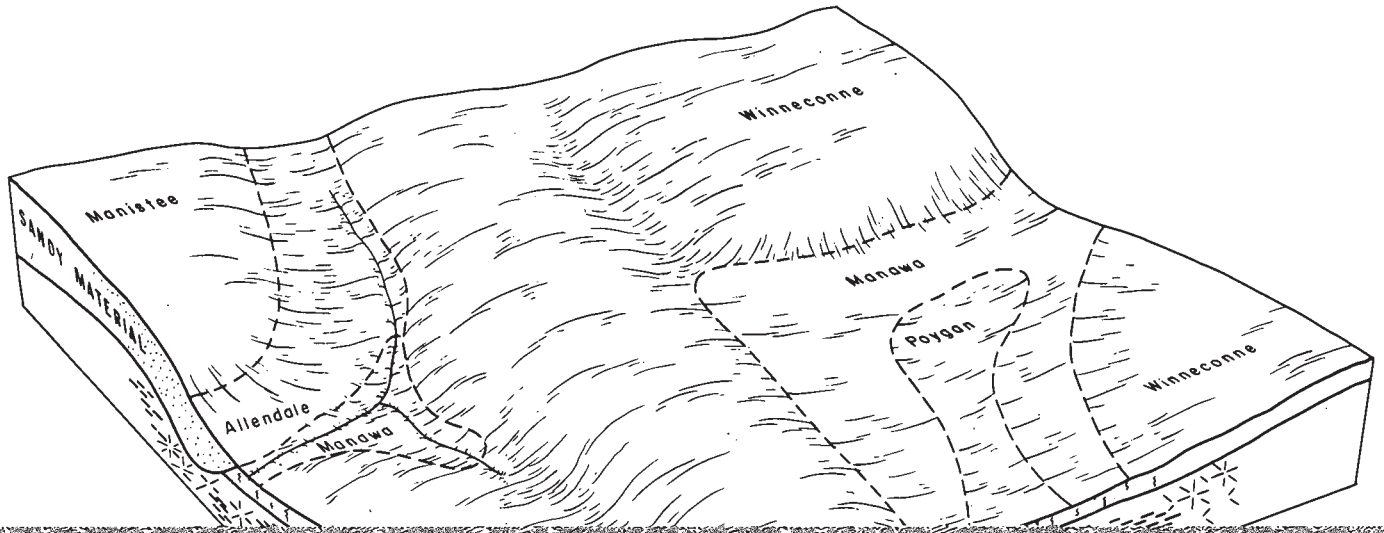 Winneconne
Manistee
SANDY MATERIAL
Manawa
Poygan
Winneconne
Allendale
Manawa